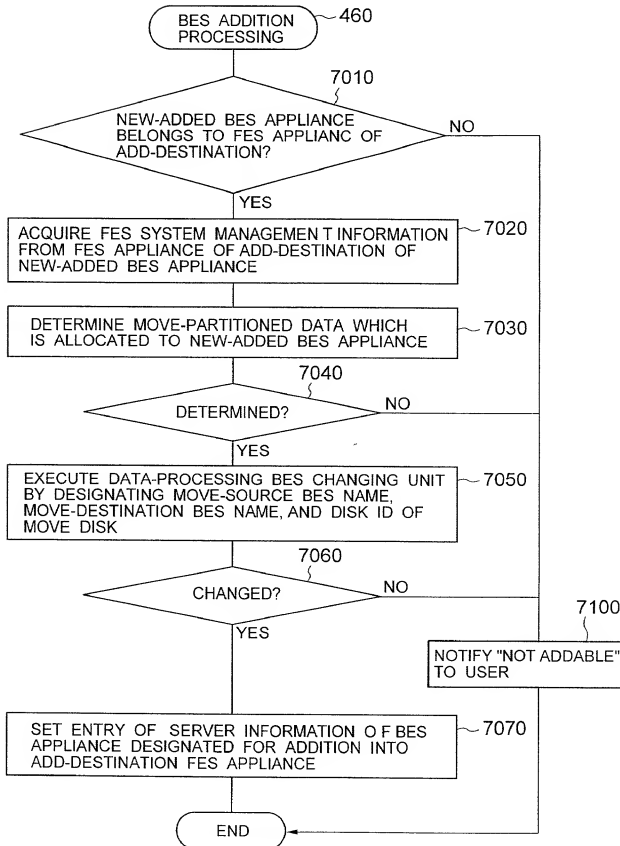 BES ADDITION
PROCESSING
460
7010
NEW-ADDED BES APPLIANCE
BELONGS TO FES APPLIANC OF
ADD-DESTINATION?
NO
YES
ACQUIRE FES SYSTEM MANAGEMENT INFORMATION
FROM FES APPLIANCE OF ADD-DESTINATION OF
NEW-ADDED BES APPLIANCE
7020
DETERMINE MOVE-PARTITIONED DATA WHICH
IS ALLOCATED TO NEW-ADDED BES APPLIANCE
7030
7040
DETERMINED?
NO
YES
EXECUTE DATA-PROCESSING BES CHANGING UNIT
BY DESIGNATING MOVE-SOURCE BES NAME,
MOVE-DESTINATION BES NAME, AND DISK ID OF
MOVE DISK
7050
7060
CHANGED?
NO
YES
7100
NOTIFY "NOT ADDABLE"
TO USER
SET ENTRY OF SERVER INFORMATION OF BES
APPLIANCE DESIGNATED FOR ADDITION INTO
ADD-DESTINATION FES APPLIANCE
7070
END